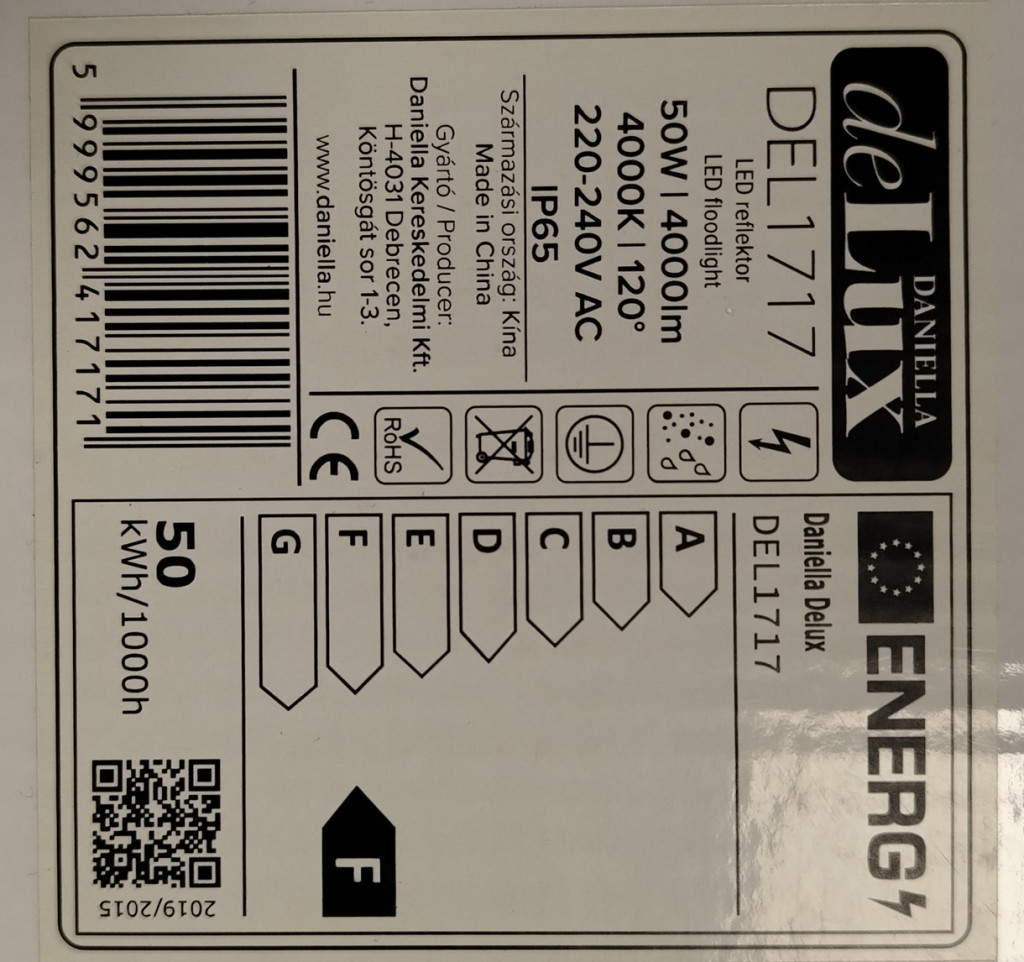 deLux
DANIELLA
DEL1717
LED reflektor
LED floodlight
50W | 4000lm
4000K | 120°
220-240V AC
IP65
Származási ország: Kína
Made in China
Gyártó / Producer:
Daniella Kereskedelmi Kft.
H-4031 Debrecen,
Köntösgát sor 1-3.
www.daniella.hu
5 999562 417171
RoHS
CE
ENERG
Daniella Delux
DEL1717
A
B
C
D
E
F
G
F
50
kWh/1000h
2019/2015